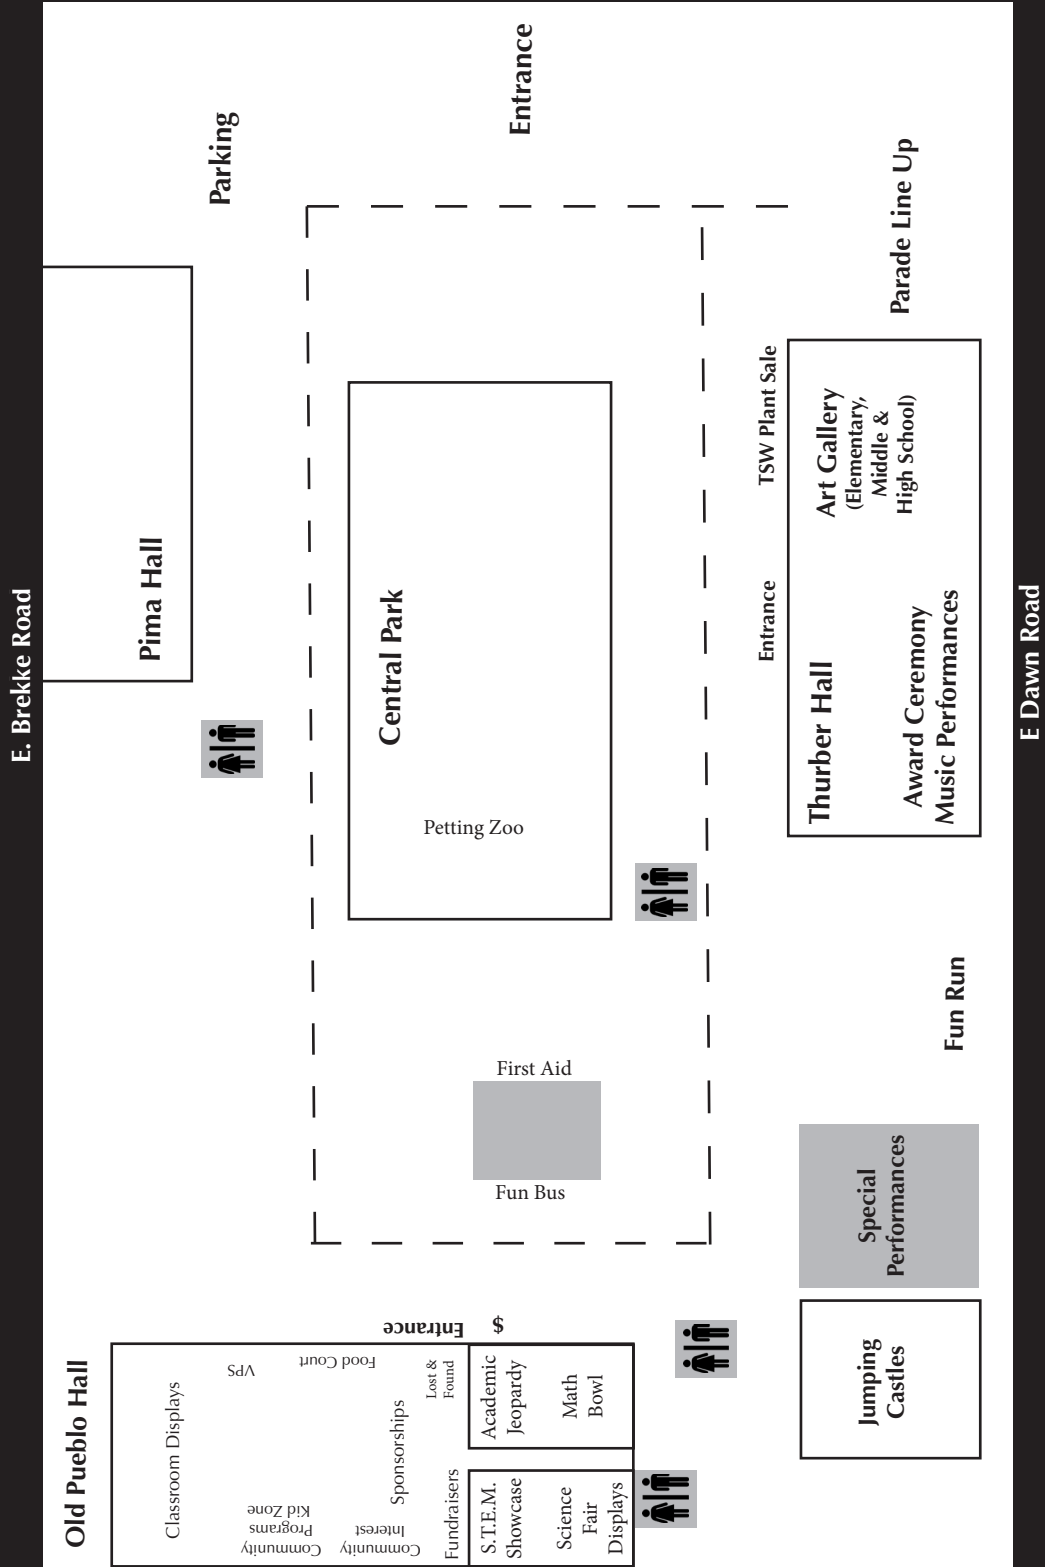 E. Brekke Road
Pima Hall
Parking
Entrance
Central Park
Petting Zoo
First Aid
Fun Bus
TSW Plant Sale
Entrance
Parade Line Up
Thurber Hall
Art Gallery
(Elementary,
Middle &
High School)
Award Ceremony
Music Performances
Fun Run
Special
Performances
Jumping
Castles
Old Pueblo Hall
Classroom Displays
VPS
Food Court
Kid Zone
Community
Programs
Community
Interest
Sponsorships
Lost &
Found
Fundraisers
Entrance
$
Academic
Jeopardy
Math
Bowl
S.T.E.M.
Showcase
Science
Fair
Displays
E Dawn Road